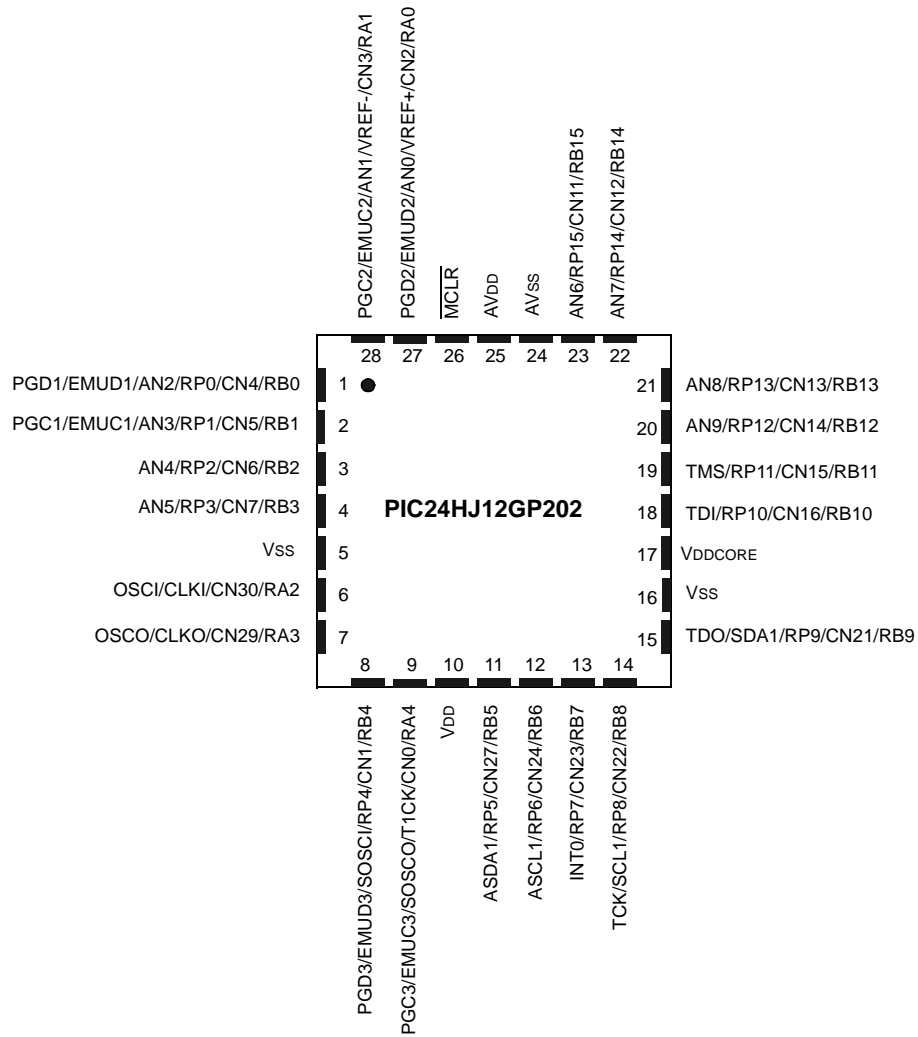 PGC2/EMUC2/AN1/VREF-/CN3/RA1
PGD2/EMUD2/AN0/VREF+/CN2/RA0
MCLR
AVDD
AVSS
AN6/RP15/CN11/RB15
AN7/RP14/CN12/RB14
28 27 26 25 24 23 22
PGD1/EMUD1/AN2/RP0/CN4/RB0 1
PGC1/EMUC1/AN3/RP1/CN5/RB1 2
AN4/RP2/CN6/RB2 3
AN5/RP3/CN7/RB3 4
VSS 5
OSCI/CLKI/CN30/RA2 6
OSCO/CLKO/CN29/RA3 7
PIC24HJ12GP202
21 AN8/RP13/CN13/RB13
20 AN9/RP12/CN14/RB12
19 TMS/RP11/CN15/RB11
18 TDI/RP10/CN16/RB10
17 VDDCORE
16 VSS
15 TDO/SDA1/RP9/CN21/RB9
8 9 10 11 12 13 14
PGD3/EMUD3/SOSCI/RP4/CN1/RB4
PGC3/EMUC3/SOSCO/T1CK/CN0/RA4
VDD
ASDA1/RP5/CN27/RB5
ASCL1/RP6/CN24/RB6
INT0/RP7/CN23/RB7
TCK/SCL1/RP8/CN22/RB8